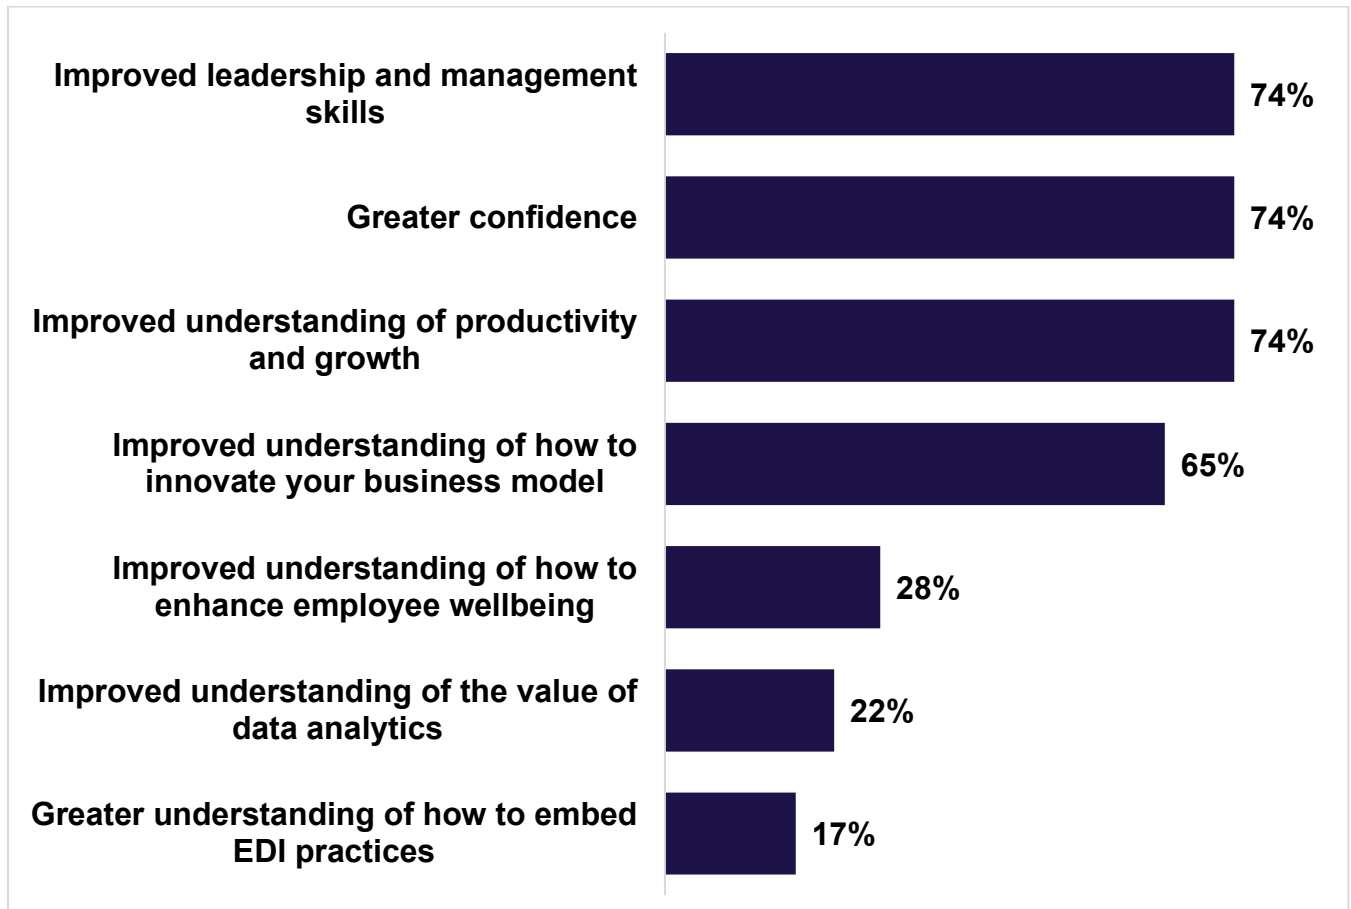 Improved leadership and management
skills
74%
Greater confidence
74%
Improved understanding of productivity
and growth
74%
Improved understanding of how to
innovate your business model
65%
Improved understanding of how to
enhance employee wellbeing
28%
Improved understanding of the value of
data analytics
22%
Greater understanding of how to embed
EDI practices
17%